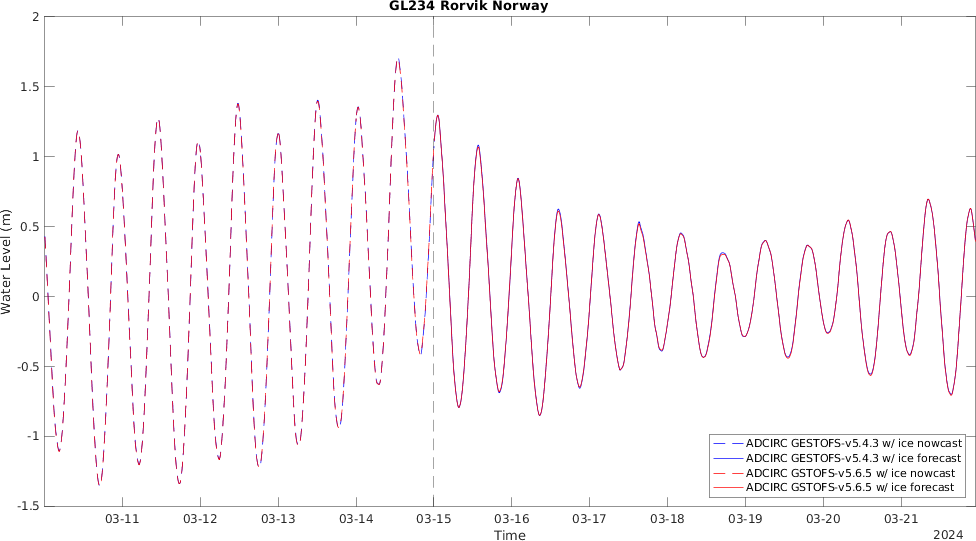 GL234 Rorvik Norway
2
1.5
1
0.5
0
-0.5
-1
-1.5
Water Level (m)
ADCIRC GESTOFS-v5.4.3 w/ ice nowcast
ADCIRC GESTOFS-v5.4.3 w/ ice forecast
ADCIRC GSTOFS-v5.6.5 w/ ice nowcast
ADCIRC GSTOFS-v5.6.5 w/ ice forecast
03-11 03-12 03-13 03-14 03-15 03-16 03-17 03-18 03-19 03-20 03-21
Time
2024